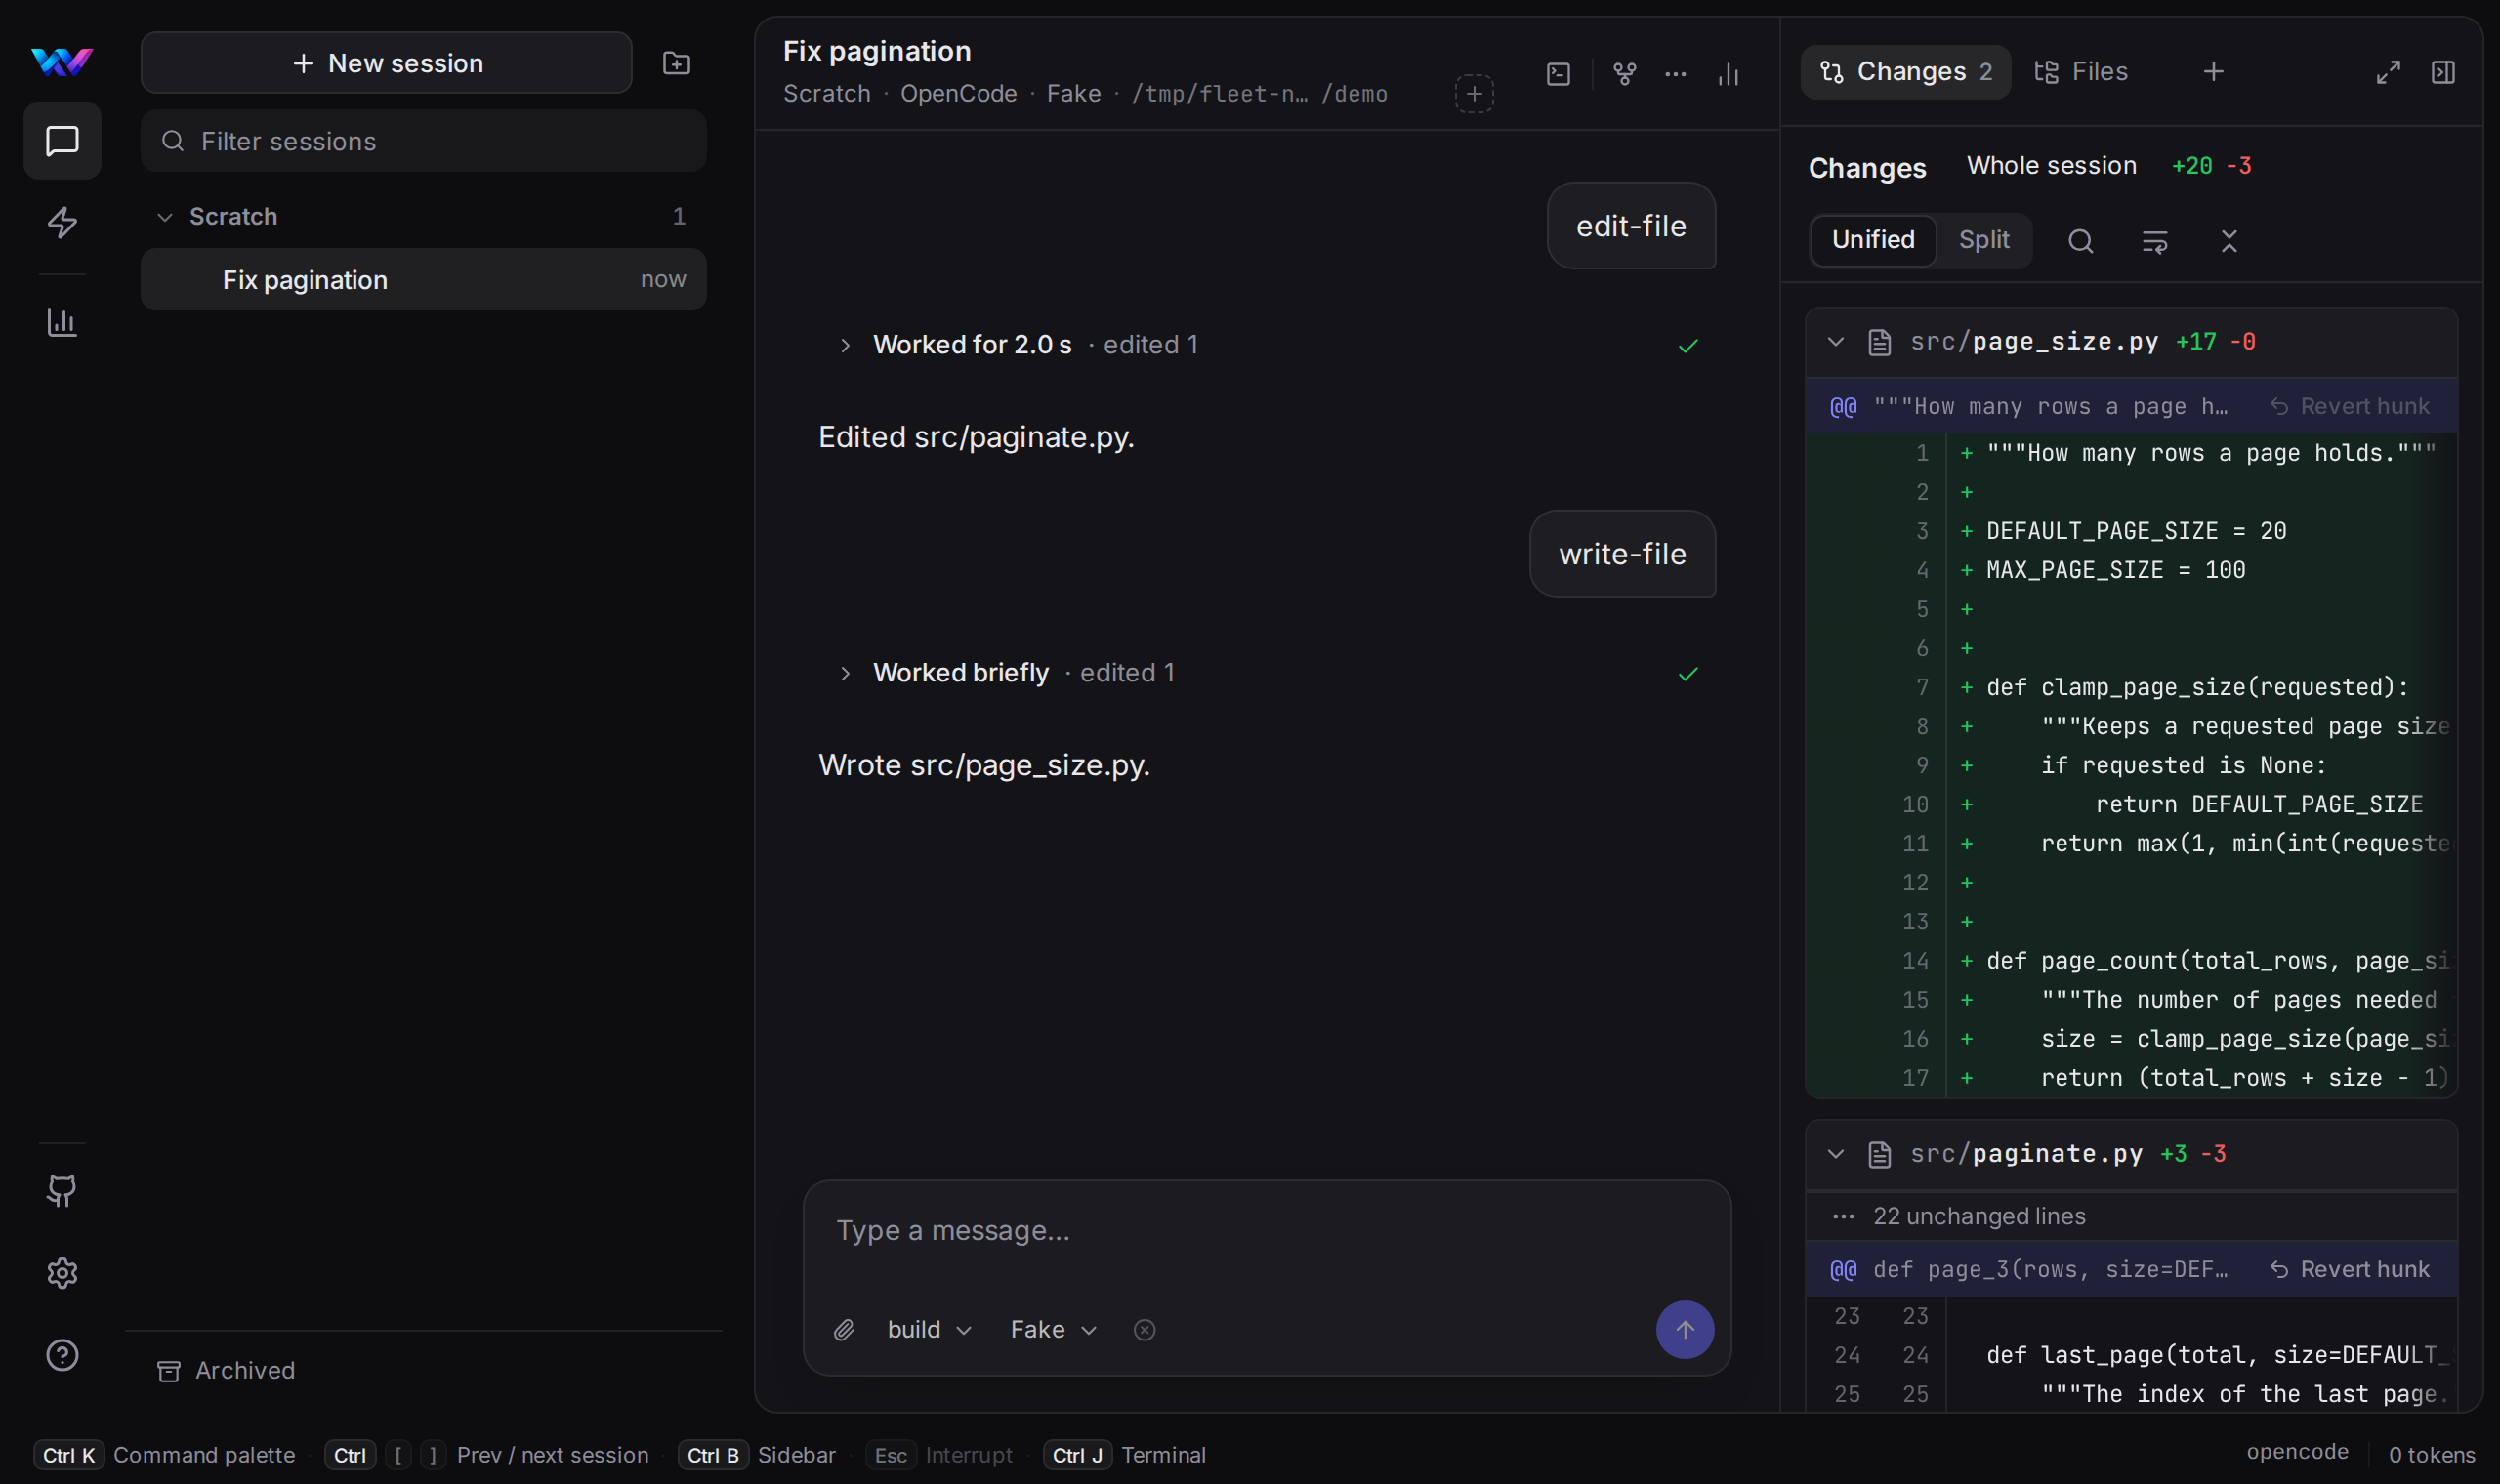 New session
Filter sessions
Scratch 1
Fix pagination now
Archived
Fix pagination
Scratch · OpenCode · Fake · /tmp/fleet-n… /demo
edit-file
Worked for 2.0 s · edited 1
Edited src/paginate.py.
write-file
Worked briefly · edited 1
Wrote src/page_size.py.
Type a message...
build Fake
Changes 2 Files
Changes Whole session +20 -3
Unified Split
src/page_size.py +17 -0
@@ """How many rows a page h… Revert hunk
1 + """How many rows a page holds."""
2 +
3 + DEFAULT_PAGE_SIZE = 20
4 + MAX_PAGE_SIZE = 100
5 +
6 +
7 + def clamp_page_size(requested):
8 + """Keeps a requested page size
9 + if requested is None:
10 + return DEFAULT_PAGE_SIZE
11 + return max(1, min(int(requeste
12 +
13 +
14 + def page_count(total_rows, page_si
15 + """The number of pages needed
16 + size = clamp_page_size(page_si
17 + return (total_rows + size - 1)
src/paginate.py +3 -3
22 unchanged lines
@@ def page_3(rows, size=DEF… Revert hunk
23 23
24 24 def last_page(total, size=DEFAULT_
25 25 """The index of the last page.
Ctrl K Command palette · Ctrl [ ] Prev / next session · Ctrl B Sidebar · Esc Interrupt · Ctrl J Terminal
opencode 0 tokens